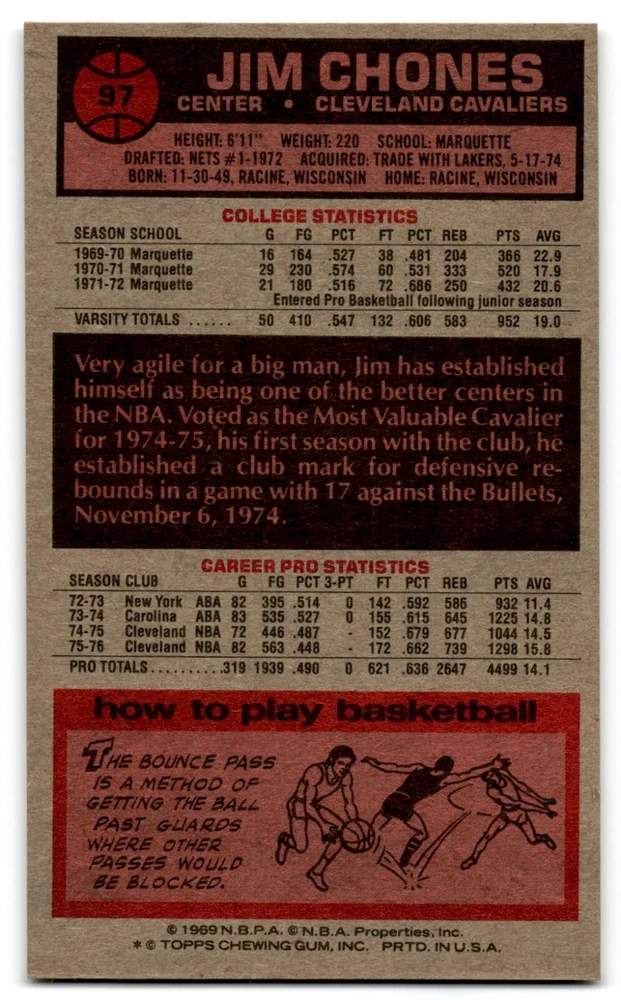 97
JIM CHONES
CENTER • CLEVELAND CAVALIERS
HEIGHT: 6'11" WEIGHT: 220 SCHOOL: MARQUETTE
DRAFTED: NETS #1-1972 ACQUIRED: TRADE WITH LAKERS, 5-17-74
BORN: 11-30-49, RACINE, WISCONSIN HOME: RACINE, WISCONSIN
COLLEGE STATISTICS
SEASON SCHOOL G FG PCT FT PCT REB PTS AVG
1969-70 Marquette 16 164 .527 38 .481 204 366 22.9
1970-71 Marquette 29 230 .574 60 .531 333 520 17.9
1971-72 Marquette 21 180 .516 72 .686 250 432 20.6
Entered Pro Basketball following junior season
VARSITY TOTALS ...... 50 410 .547 132 .606 583 952 19.0
Very agile for a big man, Jim has established
himself as being one of the better centers in
the NBA. Voted as the Most Valuable Cavalier
for 1974-75, his first season with the club, he
established a club mark for defensive re-
bounds in a game with 17 against the Bullets,
November 6, 1974.
CAREER PRO STATISTICS
SEASON CLUB G FG PCT 3-PT FT PCT REB PTS AVG
72-73 New York ABA 82 395 .514 0 142 .592 586 932 11.4
73-74 Carolina ABA 83 535 .527 0 155 .615 645 1225 14.8
74-75 Cleveland NBA 72 446 .487 - 152 .679 677 1044 14.5
75-76 Cleveland NBA 82 563 .448 - 172 .662 739 1298 15.8
PRO TOTALS..........319 1939 .490 0 621 .636 2647 4499 14.1
how to play basketball
THE BOUNCE PASS
IS A METHOD OF
GETTING THE BALL
PAST GUARDS
WHERE OTHER
PASSES WOULD
BE BLOCKED.
© 1969 N.B.P.A. © N.B.A. Properties, Inc.
* © TOPPS CHEWING GUM, INC. PRTD. IN U.S.A.